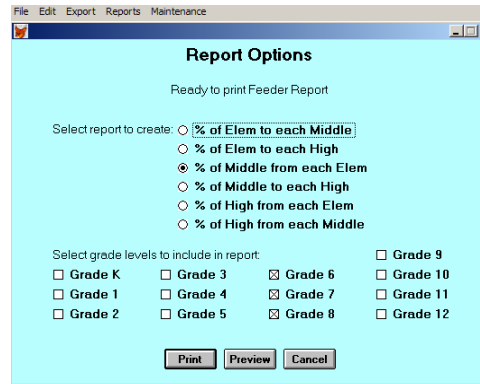 File Edit Export Reports Maintenance
Report Options
Ready to print Feeder Report
Select report to create: % of Elem to each Middle
% of Elem to each High
% of Middle from each Elem
% of Middle to each High
% of High from each Elem
% of High from each Middle
Select grade levels to include in report: Grade 9
Grade K Grade 3 Grade 6 Grade 10
Grade 1 Grade 4 Grade 7 Grade 11
Grade 2 Grade 5 Grade 8 Grade 12
Print Preview Cancel